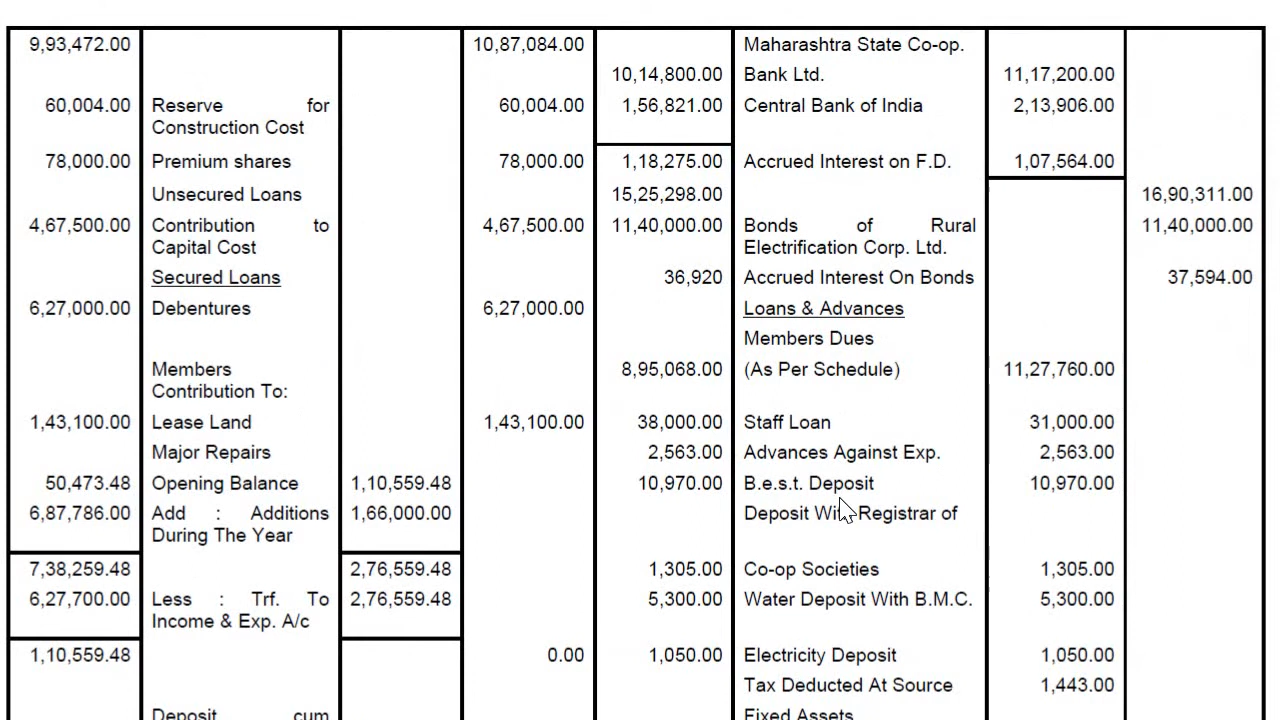 9,93,472.00 10,87,084.00 Maharashtra State Co-op.
10,14,800.00 Bank Ltd. 11,17,200.00
60,004.00 Reserve for 60,004.00 1,56,821.00 Central Bank of India 2,13,906.00
Construction Cost
78,000.00 Premium shares 78,000.00 1,18,275.00 Accrued Interest on F.D. 1,07,564.00
Unsecured Loans 15,25,298.00 16,90,311.00
4,67,500.00 Contribution to 4,67,500.00 11,40,000.00 Bonds of Rural 11,40,000.00
Capital Cost Electrification Corp. Ltd.
Secured Loans 36,920 Accrued Interest On Bonds 37,594.00
6,27,000.00 Debentures 6,27,000.00 Loans & Advances
Members Dues
Members 8,95,068.00 (As Per Schedule) 11,27,760.00
Contribution To:
1,43,100.00 Lease Land 1,43,100.00 38,000.00 Staff Loan 31,000.00
Major Repairs 2,563.00 Advances Against Exp. 2,563.00
50,473.48 Opening Balance 1,10,559.48 10,970.00 B.e.s.t. Deposit 10,970.00
6,87,786.00 Add : Additions 1,66,000.00 Deposit With Registrar of
During The Year
7,38,259.48 2,76,559.48 1,305.00 Co-op Societies 1,305.00
6,27,700.00 Less : Trf. To 2,76,559.48 5,300.00 Water Deposit With B.M.C. 5,300.00
Income & Exp. A/c
1,10,559.48 0.00 1,050.00 Electricity Deposit 1,050.00
Tax Deducted At Source 1,443.00
Deposit cum Fixed Assets